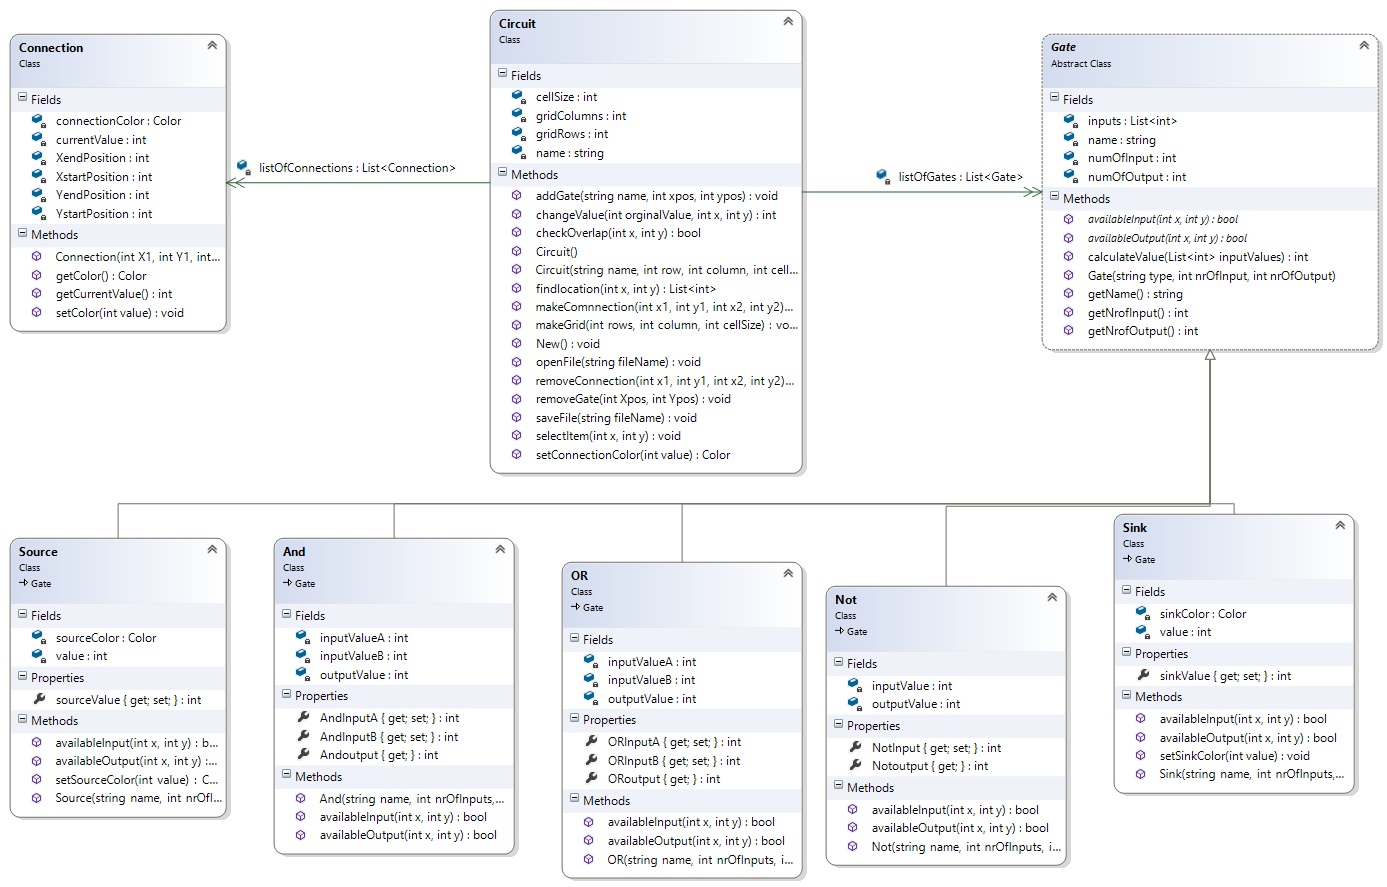 Connection
Class
Fields
connectionColor : Color
currentValue : int
XendPosition : int
XstartPosition : int
YendPosition : int
YstartPosition : int
Methods
Connection(int X1, int Y1, int...
getColor() : Color
getCurrentValue() : int
setColor(int value) : void
listOfConnections : List<Connection>
Circuit
Class
Fields
cellSize : int
gridColumns : int
gridRows : int
name : string
Methods
addGate(string name, int xpos, int ypos) : void
changeValue(int orginalValue, int x, int y) : int
checkOverlap(int x, int y) : bool
Circuit()
Circuit(string name, int row, int column, int cell...
findlocation(int x, int y) : List<int>
makeComnnection(int x1, int y1, int x2, int y2)...
makeGrid(int rows, int column, int cellSize) : vo...
New() : void
openFile(string fileName) : void
removeConnection(int x1, int y1, int x2, int y2)...
removeGate(int Xpos, int Ypos) : void
saveFile(string fileName) : void
selectItem(int x, int y) : void
setConnectionColor(int value) : Color
listOfGates : List<Gate>
Gate
Abstract Class
Fields
inputs : List<int>
name : string
numOfInput : int
numOfOutput : int
Methods
availableInput(int x, int y) : bool
availableOutput(int x, int y) : bool
calculateValue(List<int> inputValues) : int
Gate(string type, int nrOfInput, int nrOfOutput)
getName() : string
getNrofInput() : int
getNrofOutput() : int
Source
Class
Gate
Fields
sourceColor : Color
value : int
Properties
sourceValue { get; set; } : int
Methods
availableInput(int x, int y) : b...
availableOutput(int x, int y) :...
setSourceColor(int value) : C...
Source(string name, int nrOfI...
And
Class
Gate
Fields
inputValueA : int
inputValueB : int
outputValue : int
Properties
AndInputA { get; set; } : int
AndInputB { get; set; } : int
Andoutput { get; } : int
Methods
And(string name, int nrOfInputs,...
availableInput(int x, int y) : bool
availableOutput(int x, int y) : bool
OR
Class
Gate
Fields
inputValueA : int
inputValueB : int
outputValue : int
Properties
ORInputA { get; set; } : int
ORInputB { get; set; } : int
ORoutput { get; } : int
Methods
availableInput(int x, int y) : bool
availableOutput(int x, int y) : bool
OR(string name, int nrOfInputs, i...
Not
Class
Gate
Fields
inputValue : int
outputValue : int
Properties
NotInput { get; set; } : int
Notoutput { get; } : int
Methods
availableInput(int x, int y) : bool
availableOutput(int x, int y) : bool
Not(string name, int nrOfInputs, i...
Sink
Class
Gate
Fields
sinkColor : Color
value : int
Properties
sinkValue { get; set; } : int
Methods
availableInput(int x, int y) : bool
availableOutput(int x, int y) : bool
setSinkColor(int value) : void
Sink(string name, int nrOfInputs,...